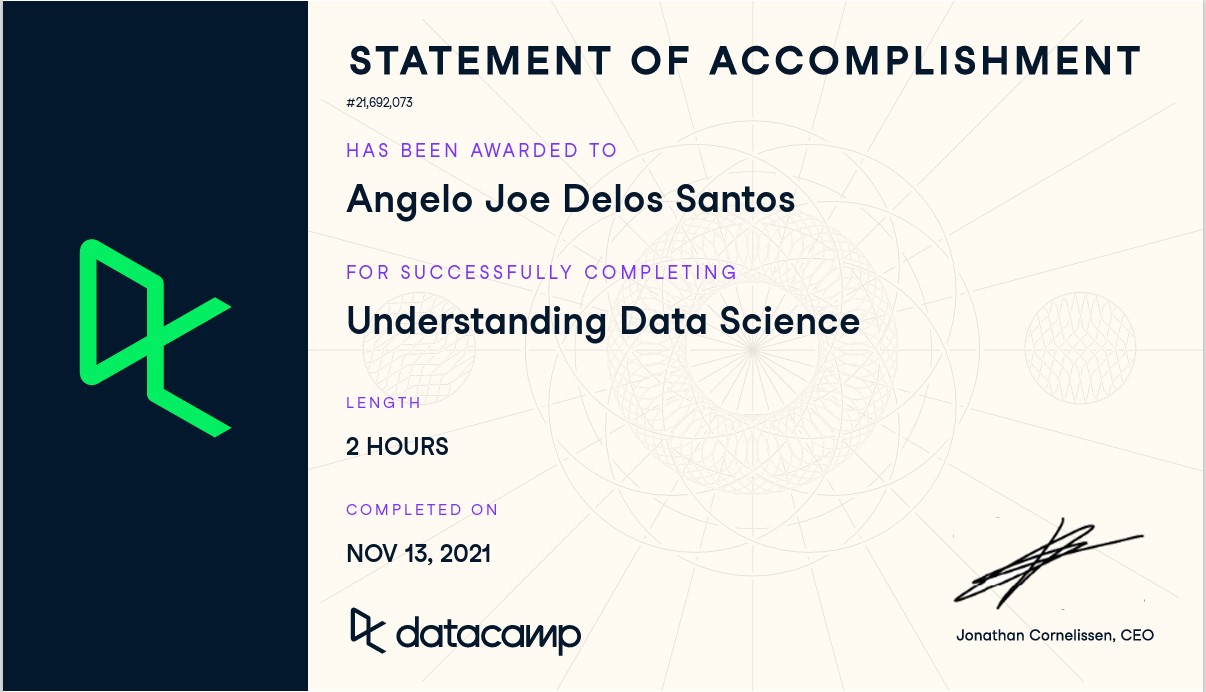 STATEMENT OF ACCOMPLISHMENT
#21,692,073
HAS BEEN AWARDED TO
Angelo Joe Delos Santos
FOR SUCCESSFULLY COMPLETING
Understanding Data Science
LENGTH
2 HOURS
COMPLETED ON
NOV 13, 2021
datacamp
Jonathan Cornelissen, CEO